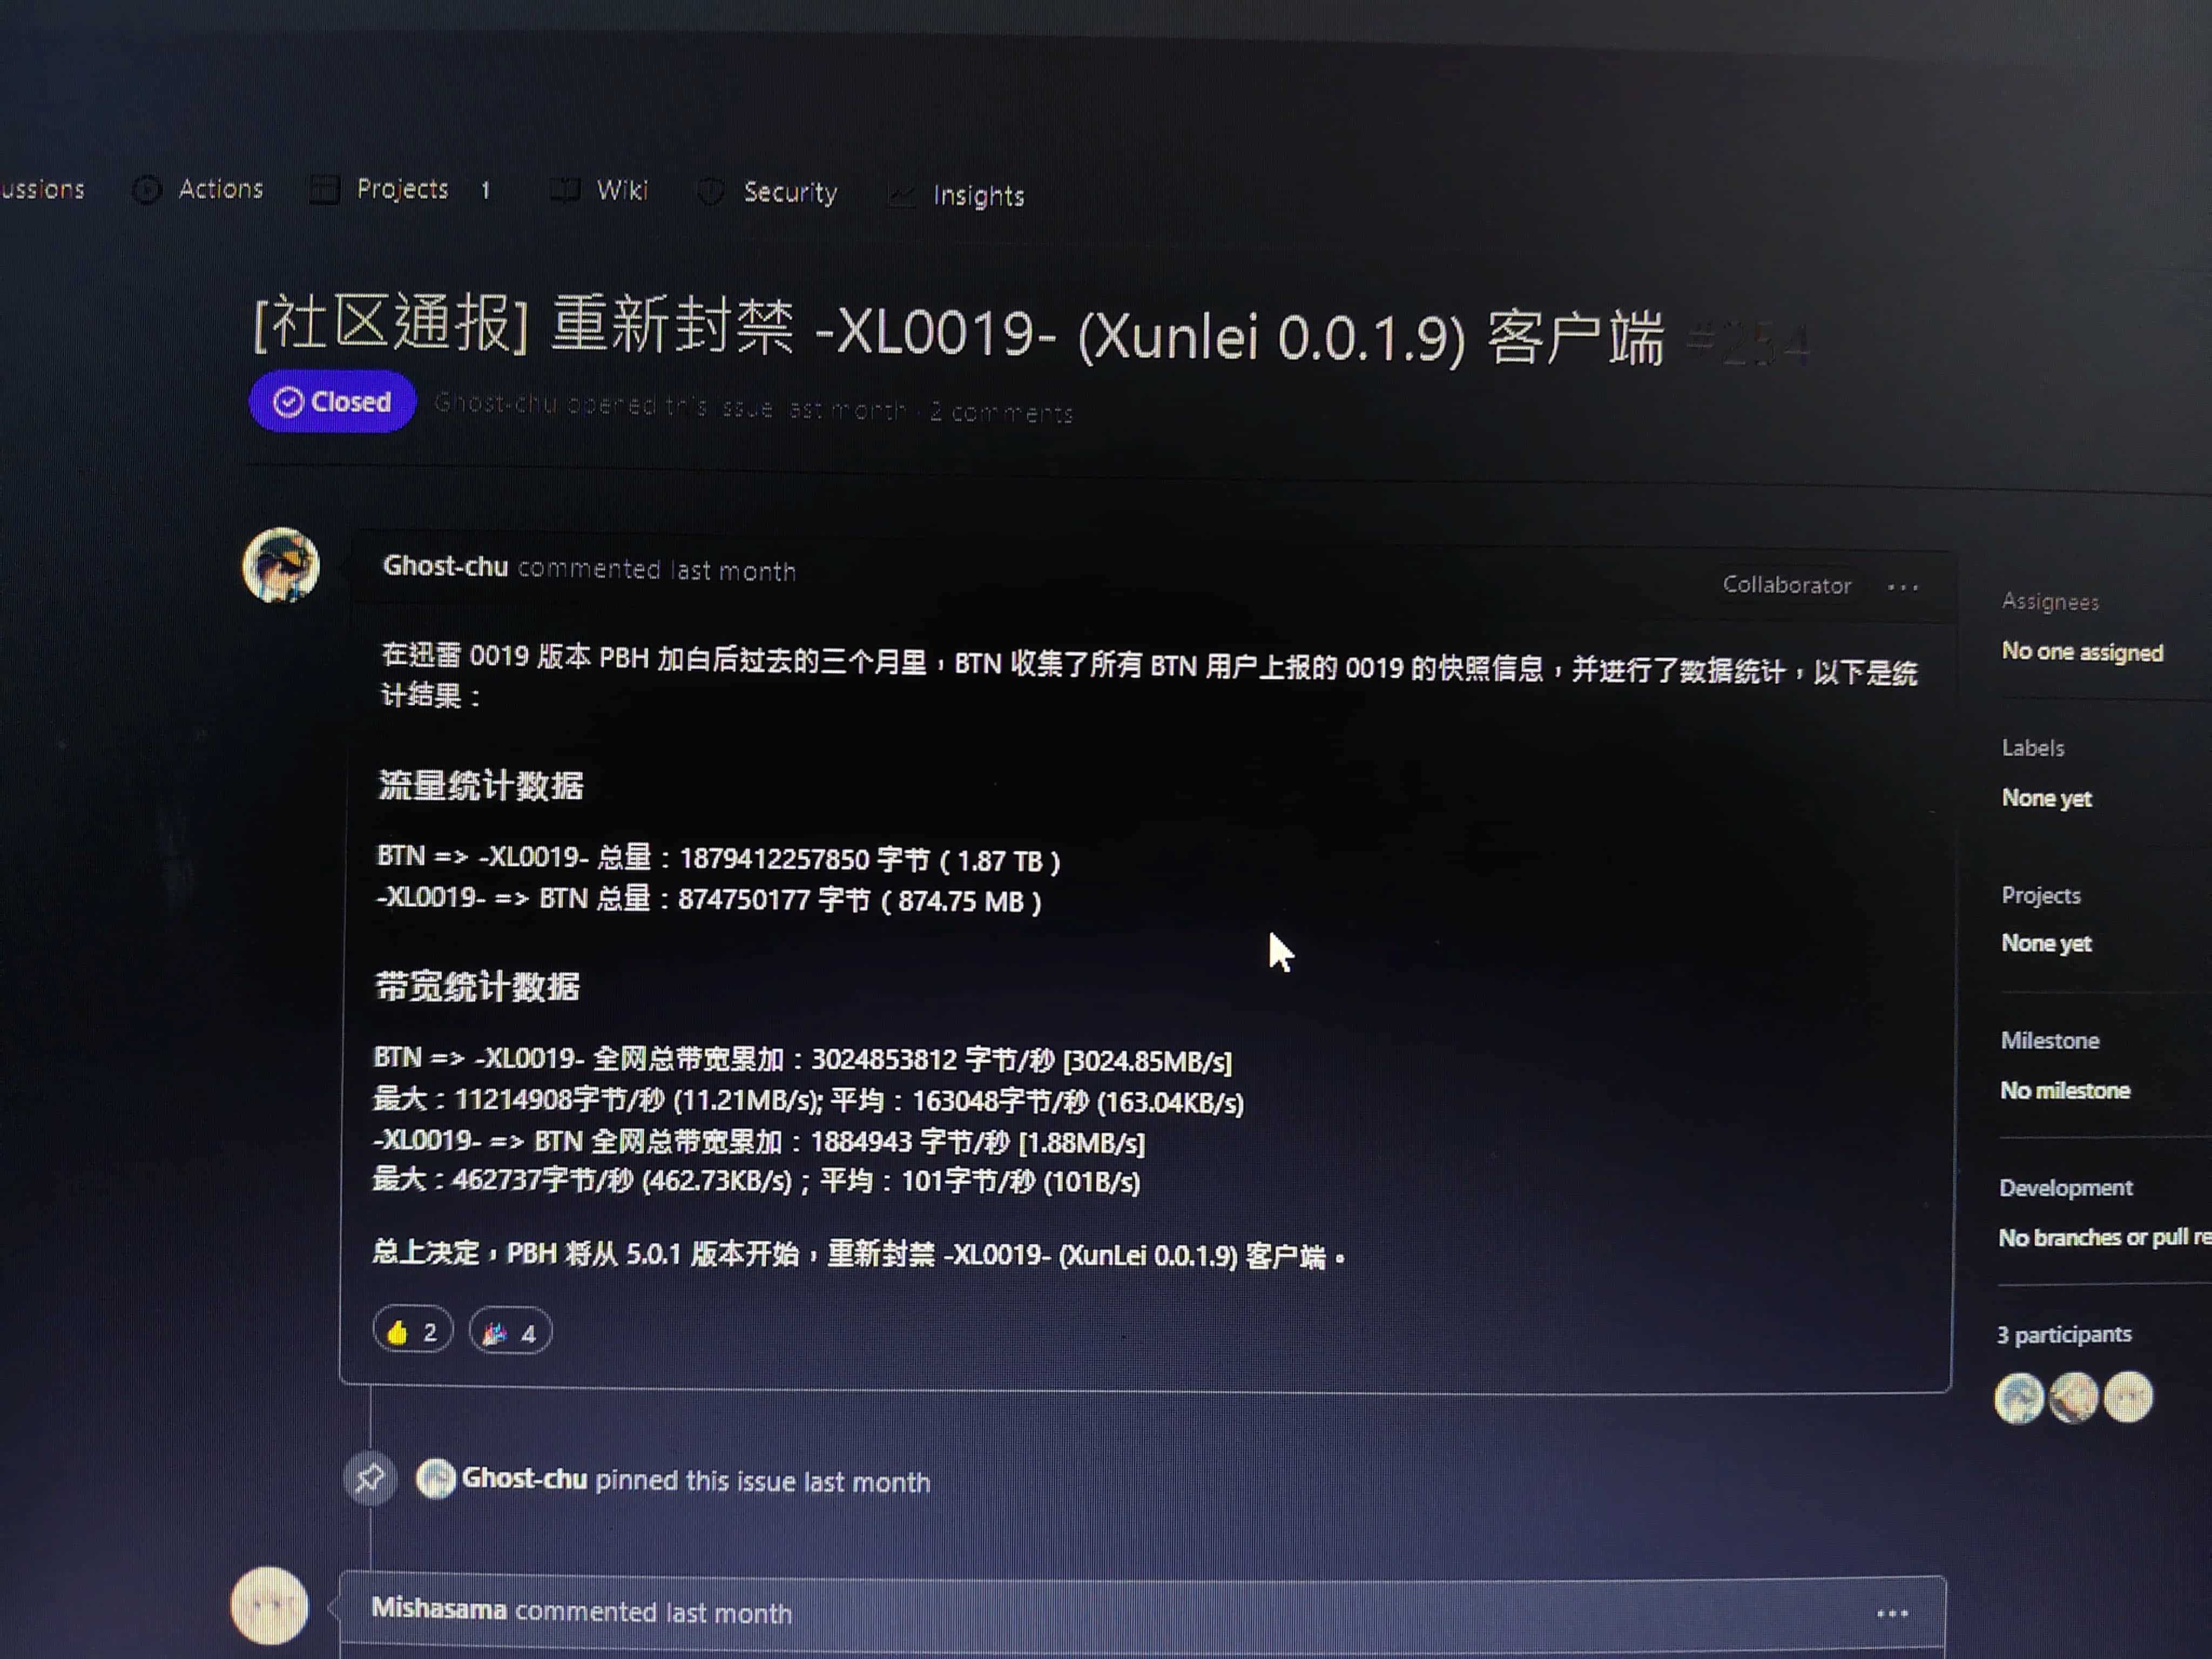 ussions Actions Projects 1 Wiki Security Insights
[社区通报] 重新封禁 -XL0019- (Xunlei 0.0.1.9) 客户端 #254
Closed Ghost-chu opened this issue last month · 2 comments
Ghost-chu commented last month Collaborator ...
在迅雷 0019 版本 PBH 加白后过去的三个月里，BTN 收集了所有 BTN 用户上报的 0019 的快照信息，并进行了数据统计，以下是统
计结果：
流量统计数据
BTN => -XL0019- 总量：1879412257850 字节 ( 1.87 TB )
-XL0019- => BTN 总量：874750177 字节 ( 874.75 MB )
带宽统计数据
BTN => -XL0019- 全网总带宽累加：3024853812 字节/秒 [3024.85MB/s]
最大：11214908字节/秒 (11.21MB/s); 平均：163048字节/秒 (163.04KB/s)
-XL0019- => BTN 全网总带宽累加：1884943 字节/秒 [1.88MB/s]
最大：462737字节/秒 (462.73KB/s)；平均：101字节/秒 (101B/s)
总上决定，PBH 将从 5.0.1 版本开始，重新封禁 -XL0019- (XunLei 0.0.1.9) 客户端。
2 4
Ghost-chu pinned this issue last month
Mishasama commented last month ...
Assignees
No one assigned
Labels
None yet
Projects
None yet
Milestone
No milestone
Development
No branches or pull re
3 participants